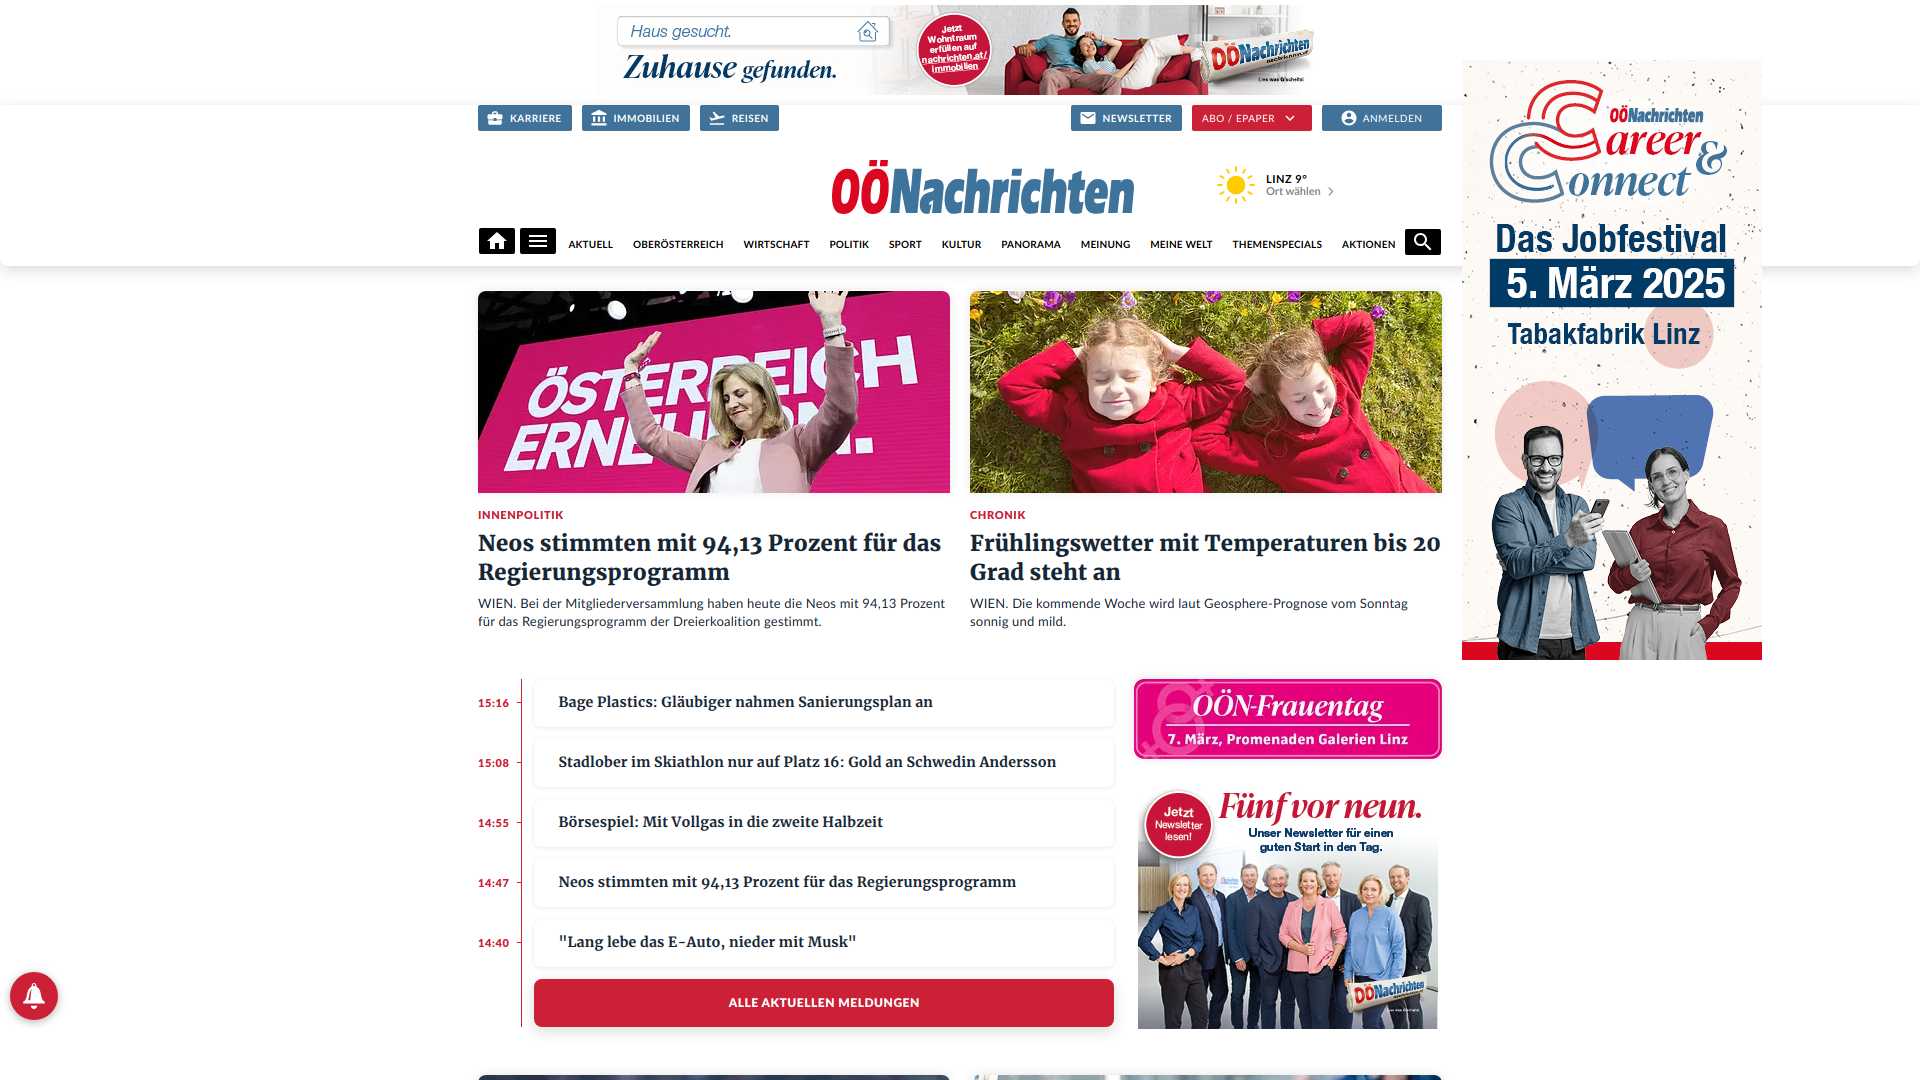 Haus gesucht.
Zuhause gefunden.
Jetzt
Wohntraum
erfüllen auf
nachrichten.at/
immobilien
OÖNachrichten
Lies was G'scheits!
KARRIERE
IMMOBILIEN
REISEN
NEWSLETTER
ABO / EPAPER
ANMELDEN
OÖNachrichten
LINZ 9°
Ort wählen
AKTUELL
OBERÖSTERREICH
WIRTSCHAFT
POLITIK
SPORT
KULTUR
PANORAMA
MEINUNG
MEINE WELT
THEMENSPECIALS
AKTIONEN
OÖNachrichten
Career &
Connect
Das Jobfestival
5. März 2025
Tabakfabrik Linz
ÖSTERREICH
ERNEUERN.
INNENPOLITIK
Neos stimmten mit 94,13 Prozent für das
Regierungsprogramm
WIEN. Bei der Mitgliederversammlung haben heute die Neos mit 94,13 Prozent
für das Regierungsprogramm der Dreierkoalition gestimmt.
CHRONIK
Frühlingswetter mit Temperaturen bis 20
Grad steht an
WIEN. Die kommende Woche wird laut Geosphere-Prognose vom Sonntag
sonnig und mild.
15:16 Bage Plastics: Gläubiger nahmen Sanierungsplan an
15:08 Stadlober im Skiathlon nur auf Platz 16: Gold an Schwedin Andersson
14:55 Börsespiel: Mit Vollgas in die zweite Halbzeit
14:47 Neos stimmten mit 94,13 Prozent für das Regierungsprogramm
14:40 "Lang lebe das E-Auto, nieder mit Musk"
ALLE AKTUELLEN MELDUNGEN
OÖN-Frauentag
7. März, Promenaden Galerien Linz
Jetzt
Newsletter
lesen!
Fünf vor neun.
Unser Newsletter für einen
guten Start in den Tag.
OÖNachrichten